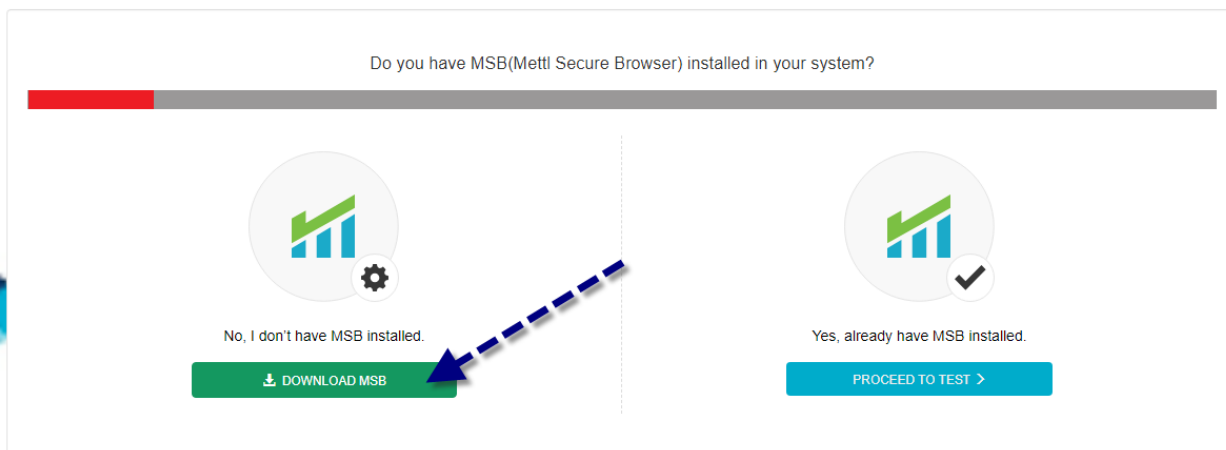 Do you have MSB(Mettl Secure Browser) installed in your system?
No, I don't have MSB installed.
DOWNLOAD MSB
Yes, already have MSB installed.
PROCEED TO TEST